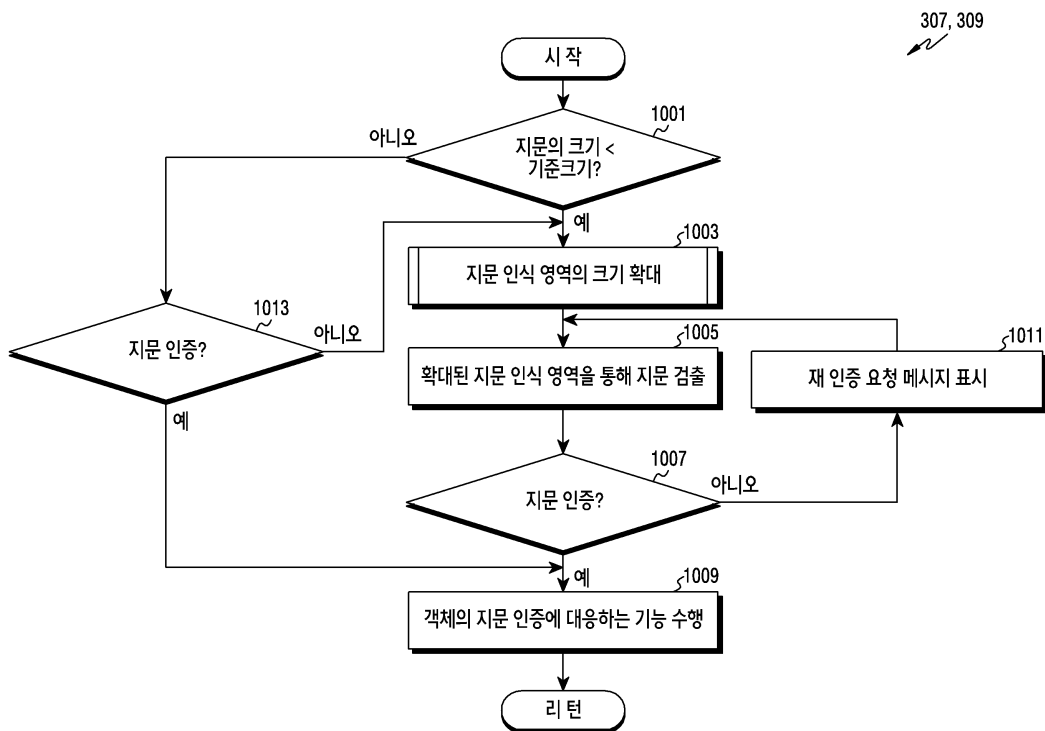 307, 309
시 작
1001
아니오
지문의 크기 <
기준크기?
예
1003
지문 인식 영역의 크기 확대
1013
지문 인증?
아니오
1005
확대된 지문 인식 영역을 통해 지문 검출
1011
재 인증 요청 메시지 표시
예
1007
지문 인증?
아니오
예
1009
객체의 지문 인증에 대응하는 기능 수행
리 턴